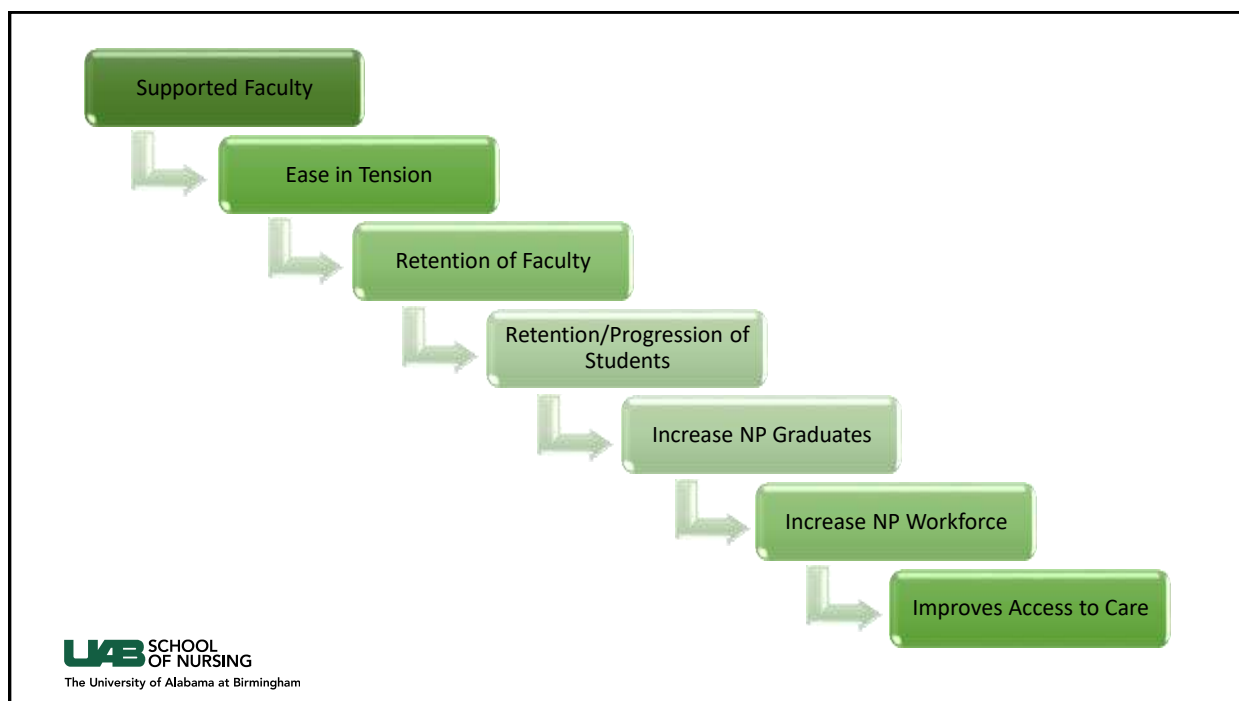 Supported Faculty
Ease in Tension
Retention of Faculty
Retention/Progression of
Students
Increase NP Graduates
Increase NP Workforce
Improves Access to Care
UAB SCHOOL
OF NURSING
The University of Alabama at Birmingham